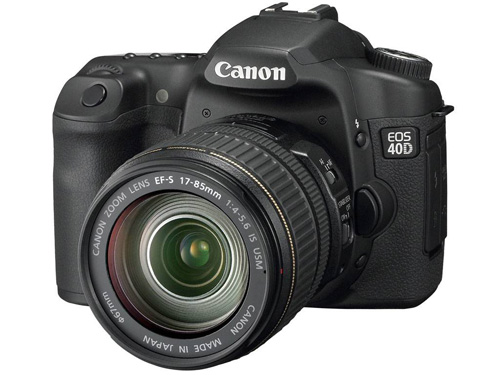 Canon
EOS
40D
CANON ZOOM LENS EF-S 17-85mm 1:4-5.6 IS USM
Φ67mm
CANON
MADE IN JAPAN